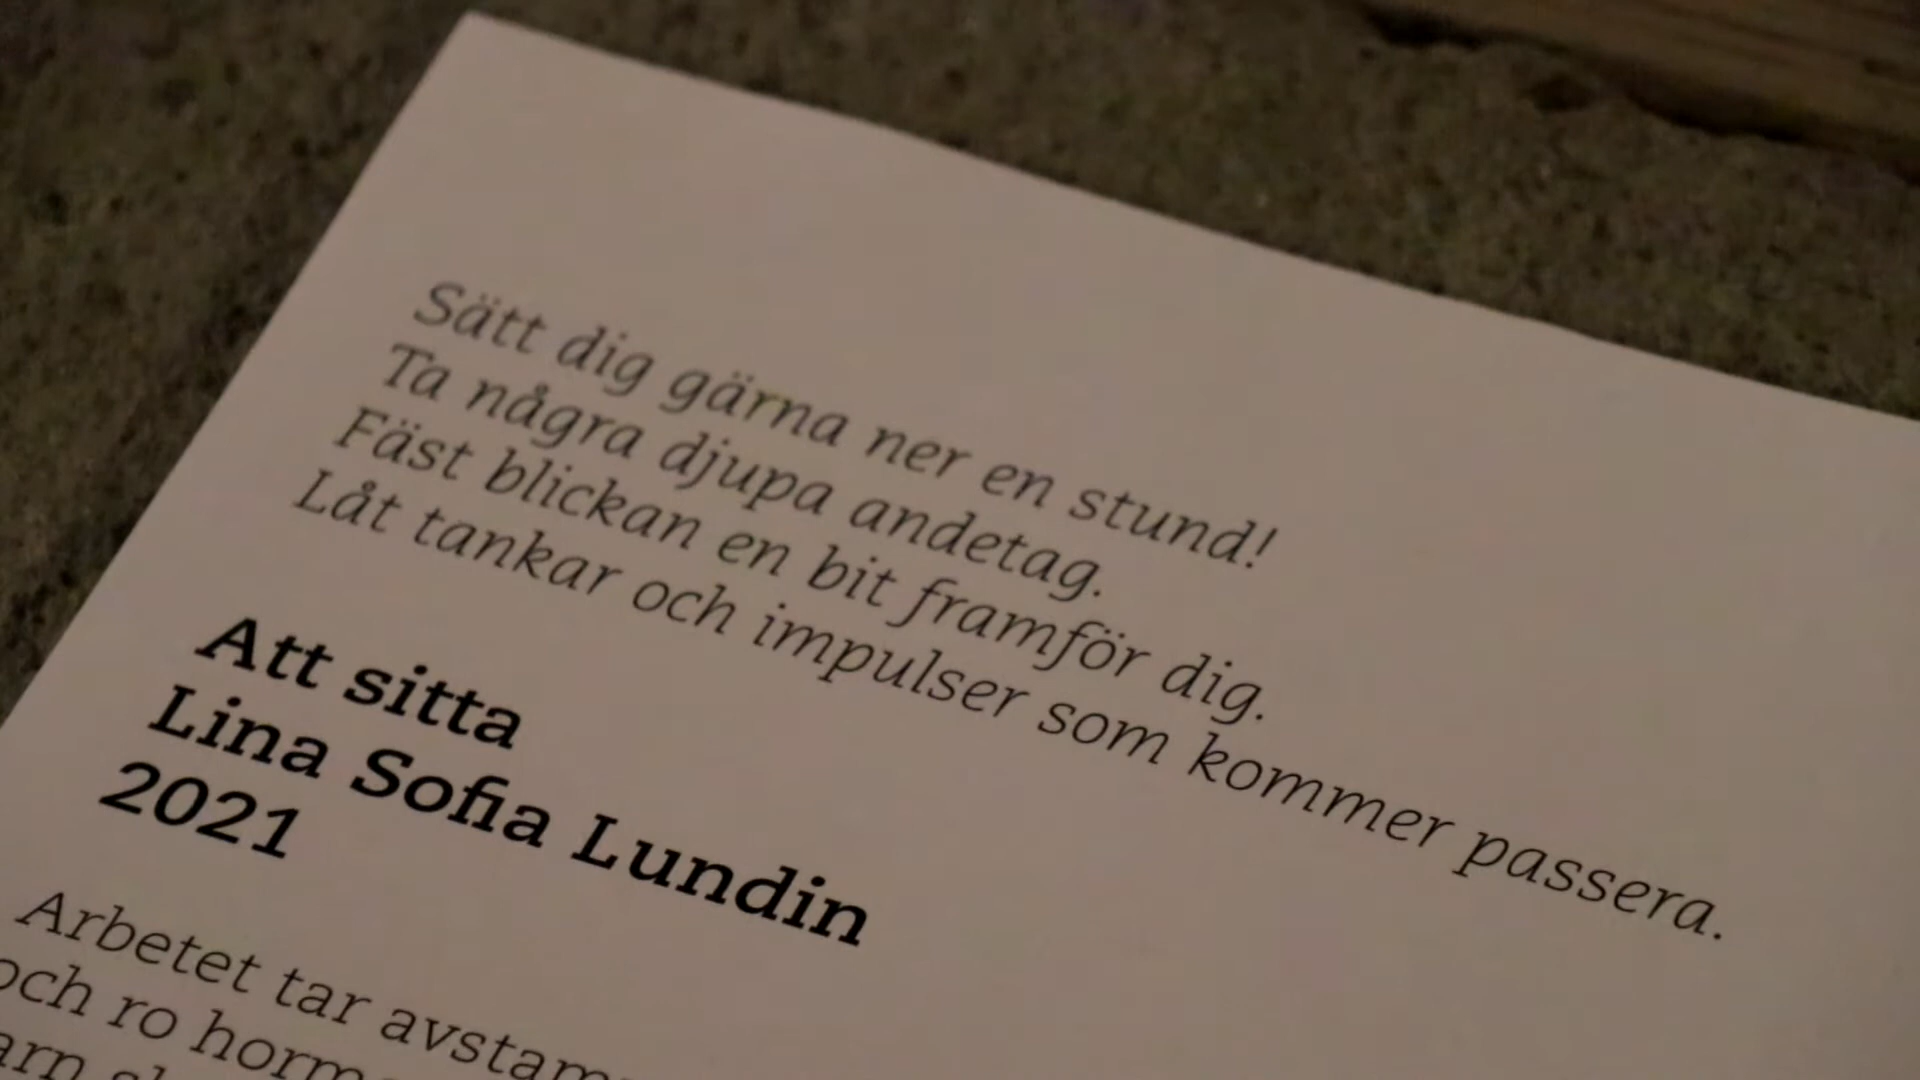 Sätt dig gärna ner en stund!
Ta några djupa andetag.
Fäst blickan en bit framför dig.
Låt tankar och impulser som kommer passera.
Att sitta
Lina Sofia Lundin
2021
Arbetet tar
och ro